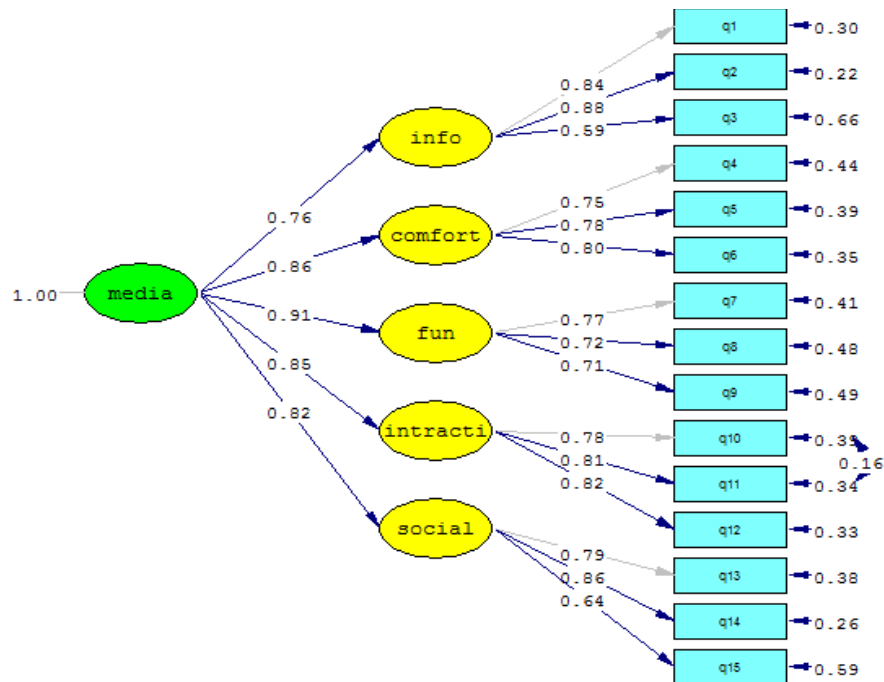 q1 0.30
0.84
q2 0.22
0.88
info
0.59
q3 0.66
q4 0.44
0.75
0.76
q5 0.39
0.78
comfort
0.80
q6 0.35
0.86
1.00 media
q7 0.41
0.91
0.77
fun
0.72
q8 0.48
0.85
0.71
q9 0.49
0.82
intracti
0.78
q10 0.39
0.81
0.16
0.82
q11 0.34
social
q12 0.33
0.79
q13 0.38
0.86
0.64
q14 0.26
q15 0.59